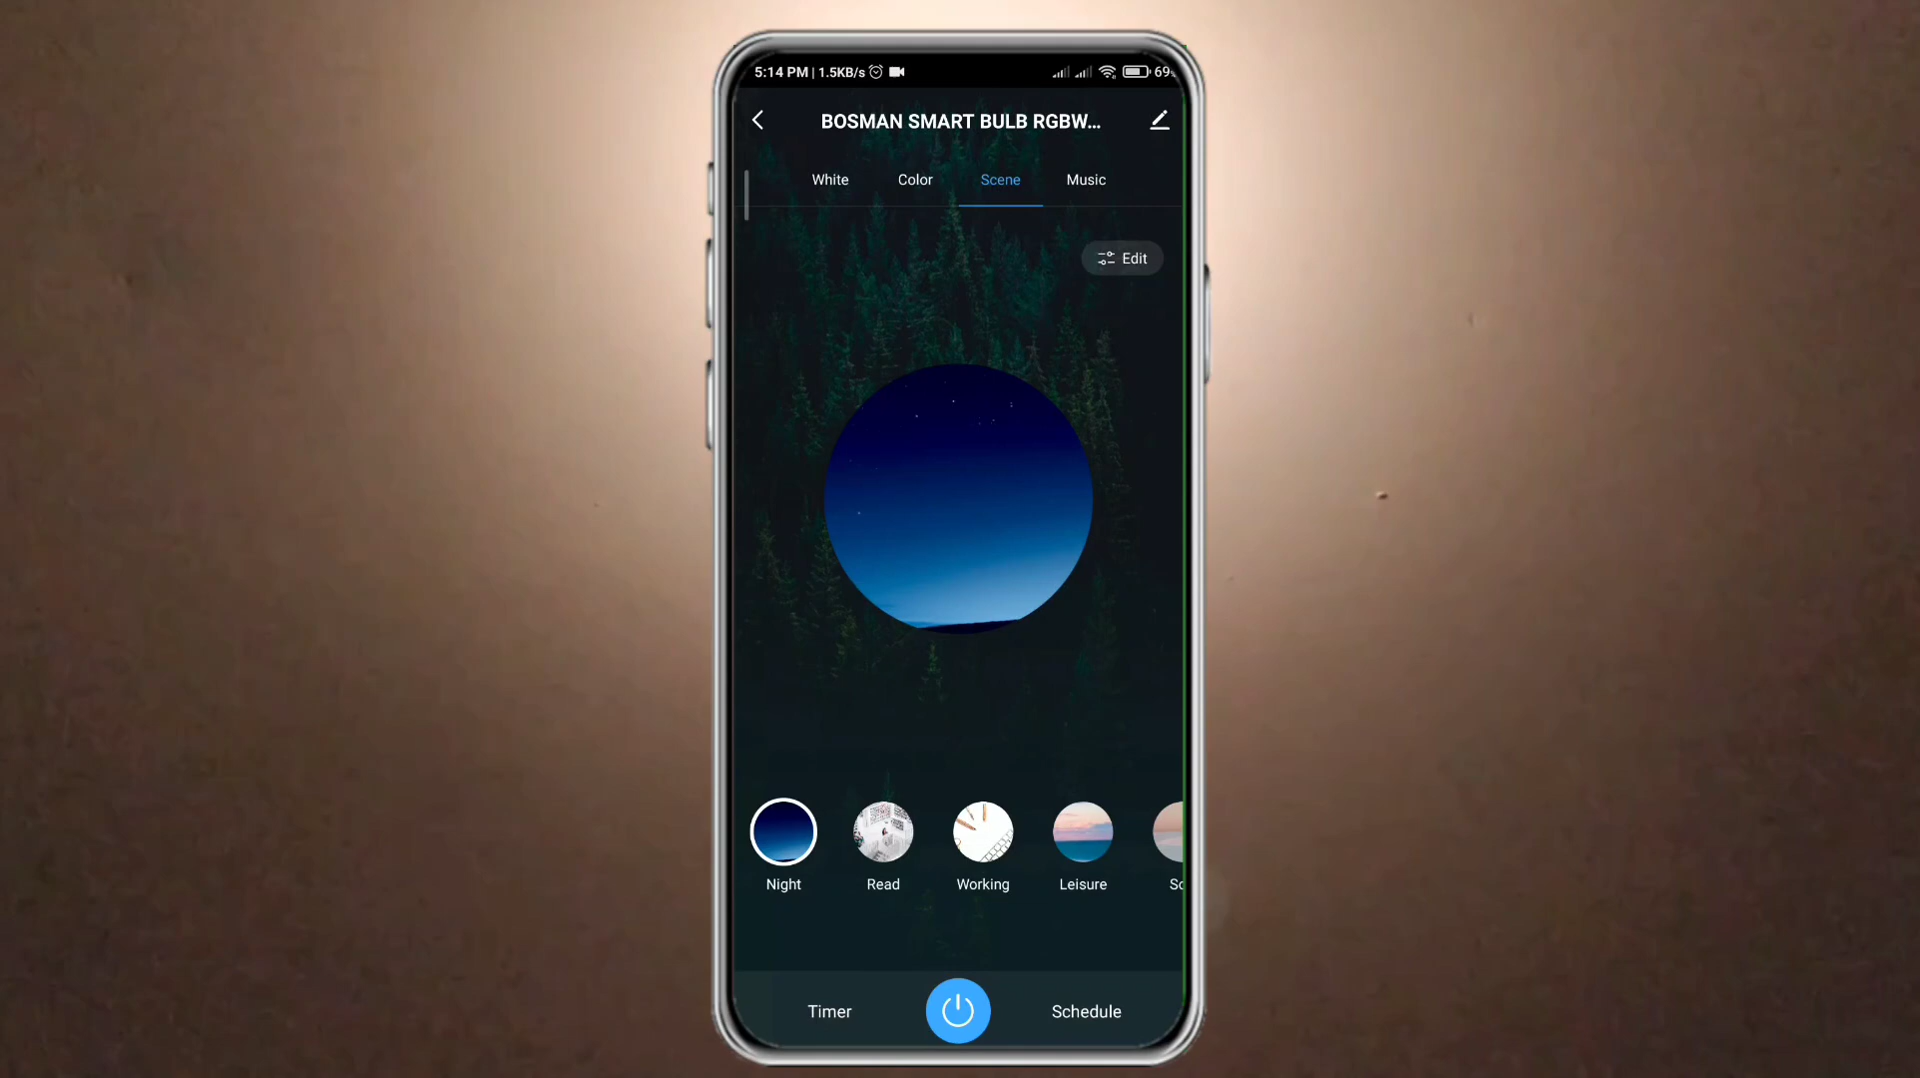 5:14 PM | 1.5KB/s 69
BOSMAN SMART BULB RGBW...
White Color Scene Music
Edit
Night Read Working Leisure
Timer Schedule